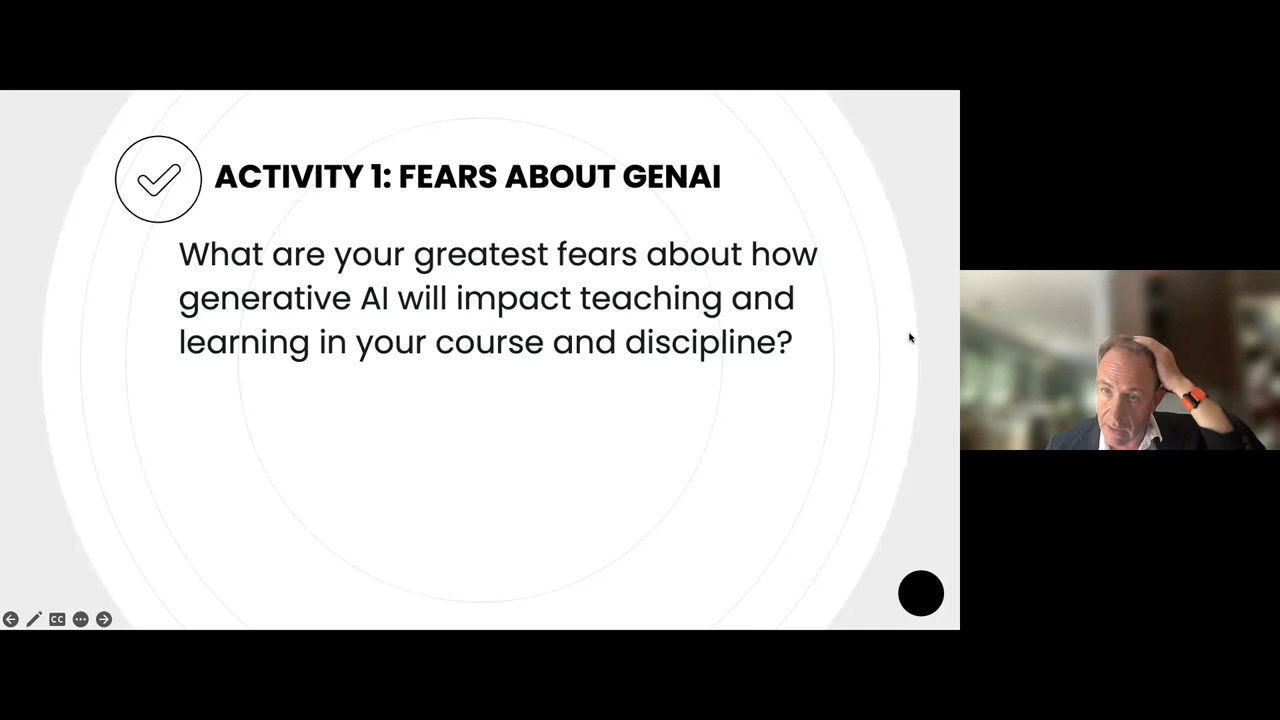 ACTIVITY 1: FEARS ABOUT GENAI
What are your greatest fears about how
generative AI will impact teaching and
learning in your course and discipline?
CC